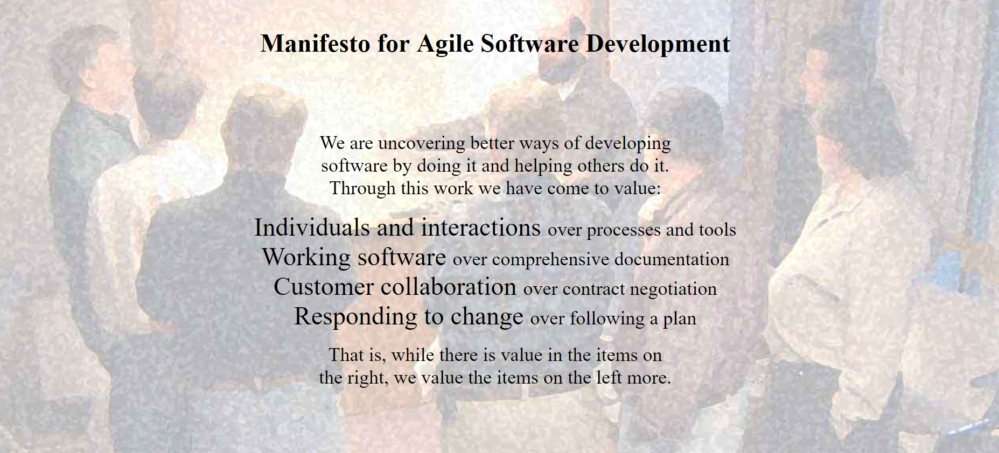 Manifesto for Agile Software Development
We are uncovering better ways of developing
software by doing it and helping others do it.
Through this work we have come to value:
Individuals and interactions over processes and tools
Working software over comprehensive documentation
Customer collaboration over contract negotiation
Responding to change over following a plan
That is, while there is value in the items on
the right, we value the items on the left more.